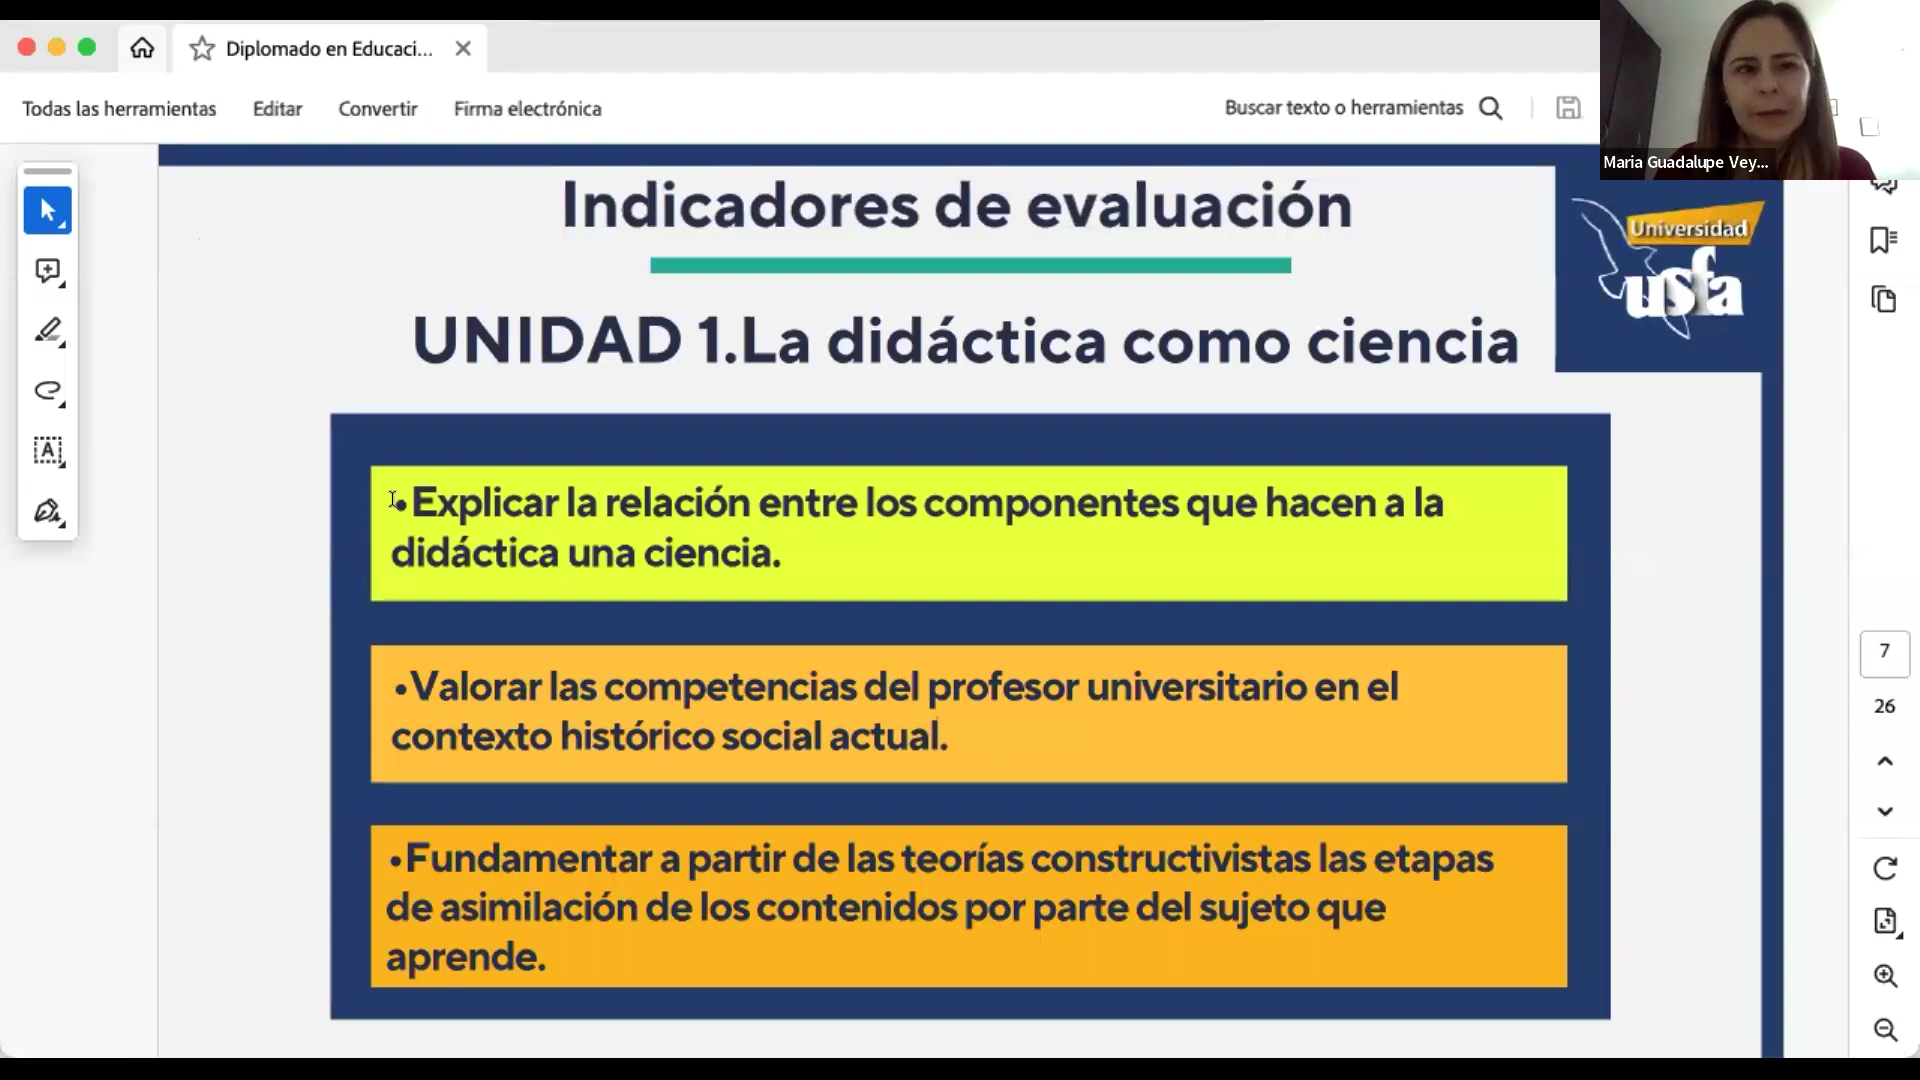 Diplomado en Educaci...
Todas las herramientas
Editar
Convertir
Firma electrónica
Buscar texto o herramientas
Maria Guadalupe Vey...
Indicadores de evaluación
Universidad
usfa
UNIDAD 1.La didáctica como ciencia
•Explicar la relación entre los componentes que hacen a la
didáctica una ciencia.
•Valorar las competencias del profesor universitario en el
contexto histórico social actual.
•Fundamentar a partir de las teorías constructivistas las etapas
de asimilación de los contenidos por parte del sujeto que
aprende.
7
26